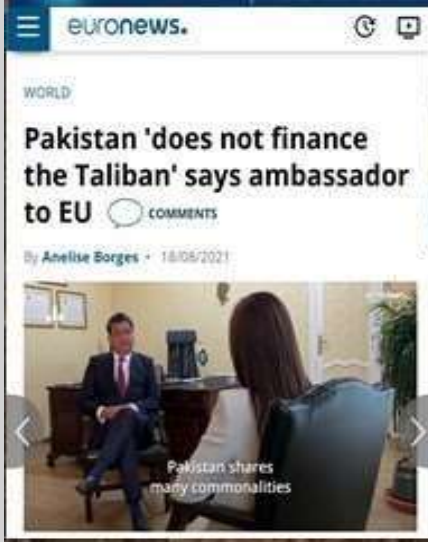 euronews.
WORLD
Pakistan 'does not finance
the Taliban' says ambassador
to EU COMMENTS
By Anelise Borges • 18/08/2021
Pakistan shares
many commonalities